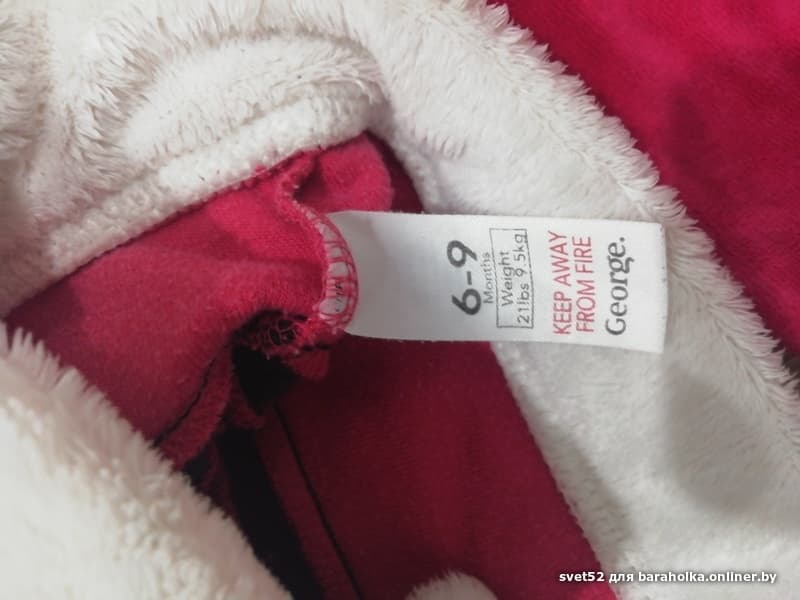 6-9
Months
Weight
21lbs 9.5kg
KEEP AWAY
FROM FIRE
George.
svet52 для baraholka.onliner.by